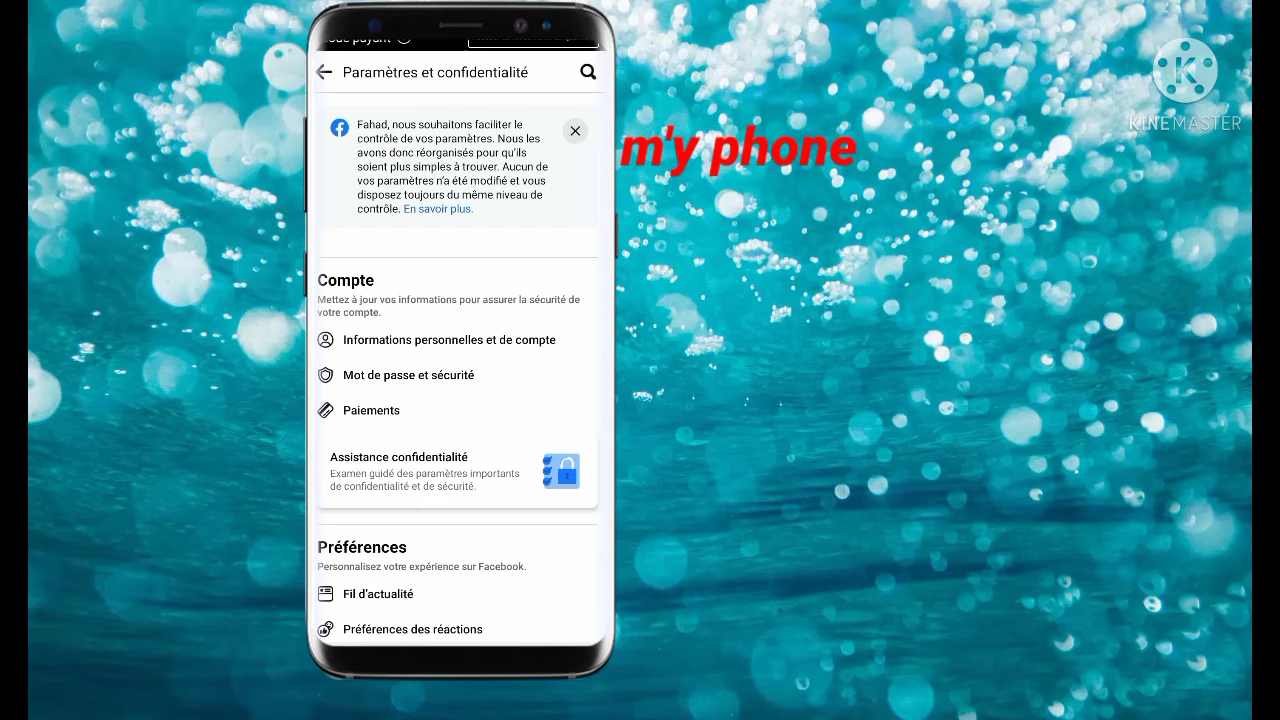 payant
Paramètres et confidentialité
Fahad, nous souhaitons faciliter le
contrôle de vos paramètres. Nous les
avons donc réorganisés pour qu'ils
soient plus simples à trouver. Aucun de
vos paramètres n'a été modifié et vous
disposez toujours du même niveau de
contrôle. En savoir plus.
m'y phone
K
KINEMASTER
Compte
Mettez à jour vos informations pour assurer la sécurité de
votre compte.
Informations personnelles et de compte
Mot de passe et sécurité
Paiements
Assistance confidentialité
Examen guidé des paramètres importants
de confidentialité et de sécurité.
Préférences
Personnalisez votre expérience sur Facebook.
Fil d'actualité
Préférences des réactions